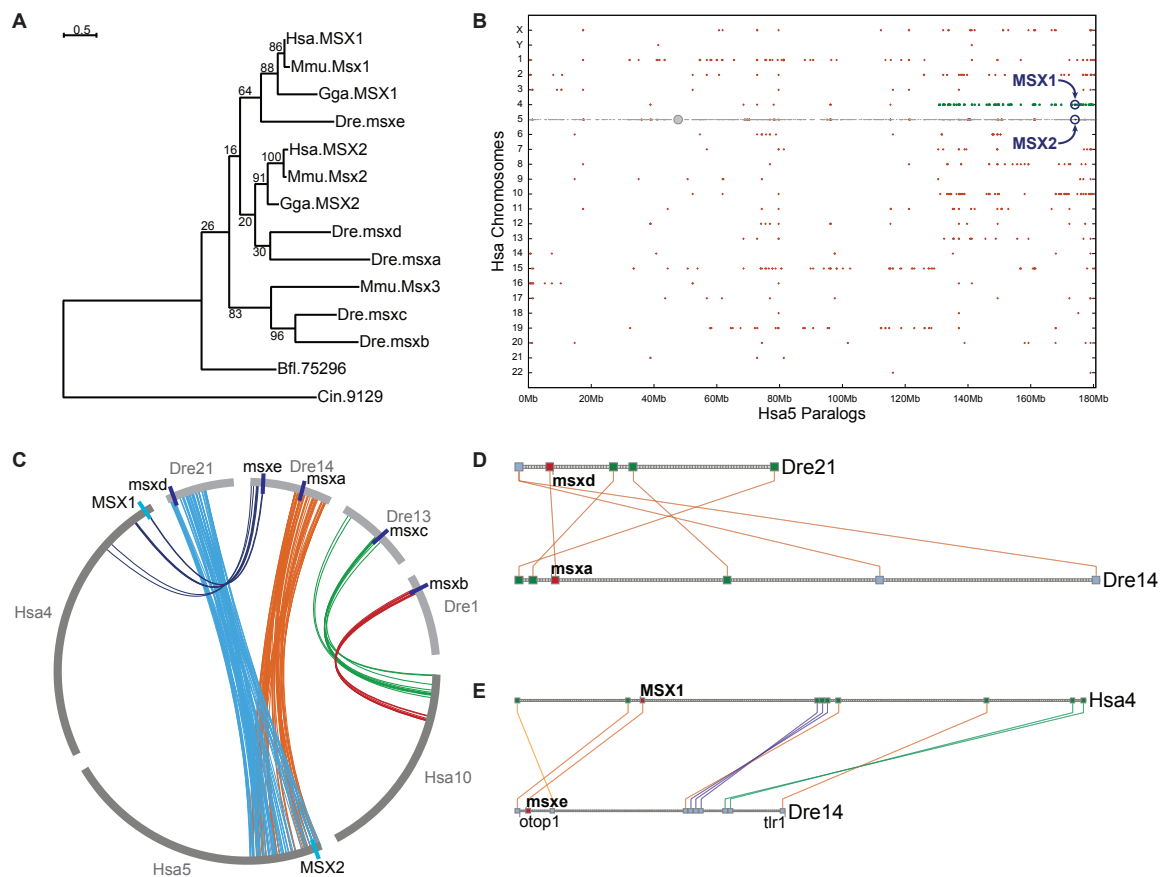 A
0.5
Hsa.MSX1
86
Mmu.Msx1
88
Gga.MSX1
64
Dre.msxe
16
Hsa.MSX2
100
Mmu.Msx2
91
Gga.MSX2
20
Dre.msxd
26
30
Dre.msxa
Mmu.Msx3
83
Dre.msxc
96
Dre.msxb
Bfl.75296
Cin.9129
B
Hsa Chromosomes
X
Y
1
2
3
4
5
6
7
8
9
10
11
12
13
14
15
16
17
18
19
20
21
22
MSX1
MSX2
0Mb 20Mb 40Mb 60Mb 80Mb 100Mb 120Mb 140Mb 160Mb 180Mb
Hsa5 Paralogs
C
Dre21
msxe
Dre14
msxd
msxa
MSX1
Dre13
msxc
msxb
Dre1
Hsa4
Hsa10
Hsa5
MSX2
D
Dre21
msxd
msxa
Dre14
E
MSX1
Hsa4
msxe
Dre14
otop1
tlr1